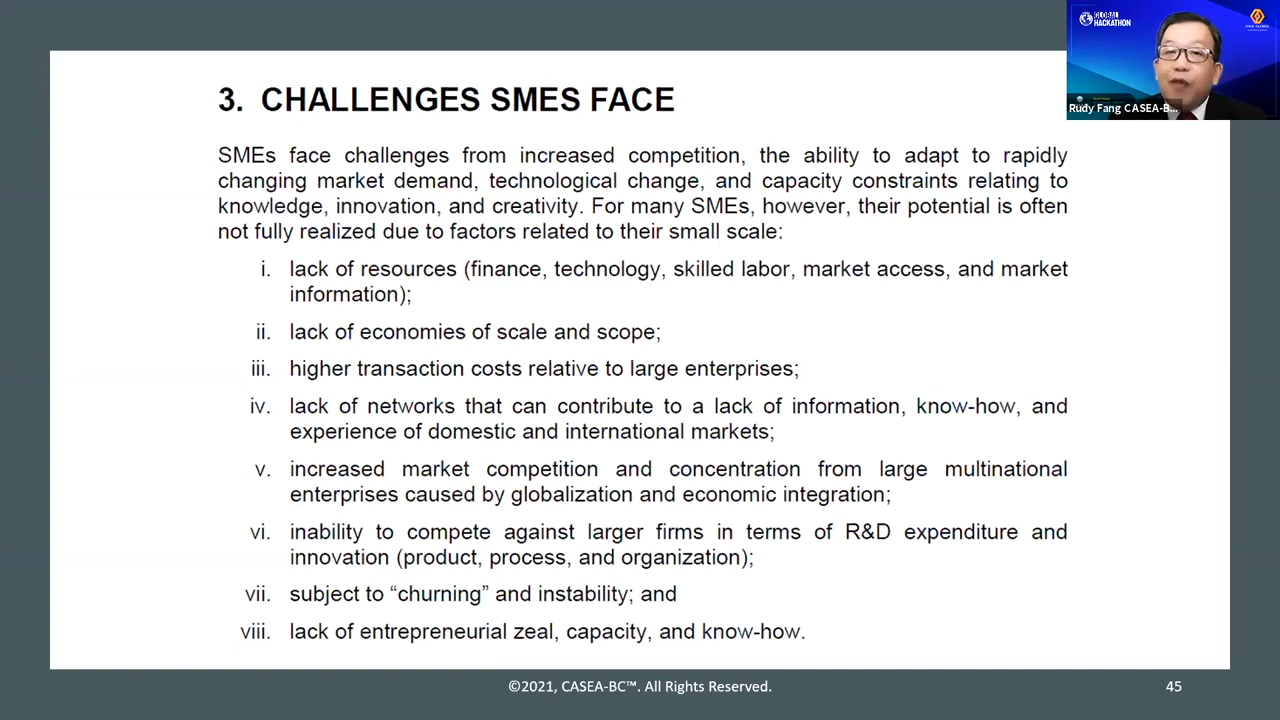 GLOBAL
HACKATHON
Rudy Fang CASEA-B...
3. CHALLENGES SMES FACE
SMEs face challenges from increased competition, the ability to adapt to rapidly
changing market demand, technological change, and capacity constraints relating to
knowledge, innovation, and creativity. For many SMEs, however, their potential is often
not fully realized due to factors related to their small scale:
i. lack of resources (finance, technology, skilled labor, market access, and market
information);
ii. lack of economies of scale and scope;
iii. higher transaction costs relative to large enterprises;
iv. lack of networks that can contribute to a lack of information, know-how, and
experience of domestic and international markets;
v. increased market competition and concentration from large multinational
enterprises caused by globalization and economic integration;
vi. inability to compete against larger firms in terms of R&D expenditure and
innovation (product, process, and organization);
vii. subject to “churning” and instability; and
viii. lack of entrepreneurial zeal, capacity, and know-how.
©2021, CASEA-BC™. All Rights Reserved.
45